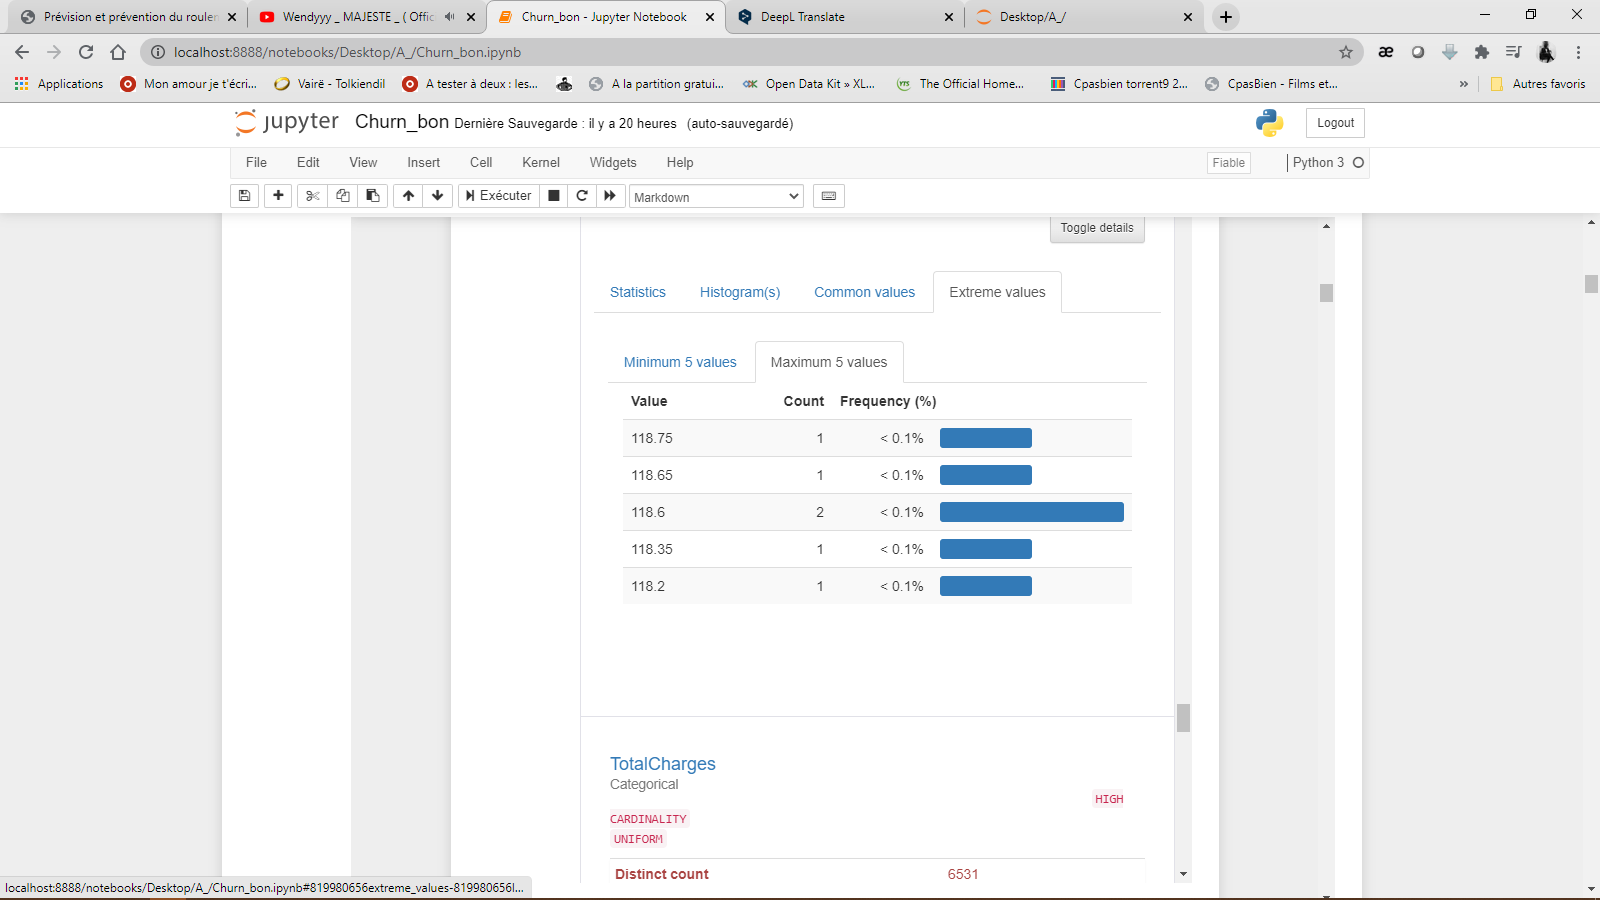 Prévision et prévention du rouler
Wendyyy _ MAJESTE _ ( Offic
Churn_bon - Jupyter Notebook
DeepL Translate
Desktop/A_/
localhost:8888/notebooks/Desktop/A_/Churn_bon.ipynb
Applications
Mon amour je t'écri...
Vairë - Tolkiendil
A tester à deux : les...
A la partition gratui...
Open Data Kit » XL...
The Official Home...
Cpasbien torrent9 2...
CpasBien - Films et...
»
Autres favoris
jupyter Churn_bon Dernière Sauvegarde : il y a 20 heures (auto-sauvegardé)
Logout
File Edit View Insert Cell Kernel Widgets Help
Fiable
Python 3
Exécuter
Markdown
Toggle details
Statistics Histogram(s) Common values Extreme values
Minimum 5 values Maximum 5 values
Value Count Frequency (%)
118.75 1 < 0.1%
118.65 1 < 0.1%
118.6 2 < 0.1%
118.35 1 < 0.1%
118.2 1 < 0.1%
TotalCharges
Categorical
HIGH
CARDINALITY
UNIFORM
Distinct count 6531
localhost:8888/notebooks/Desktop/A_/Churn_bon.ipynb#819980656extreme_values-819980656l...